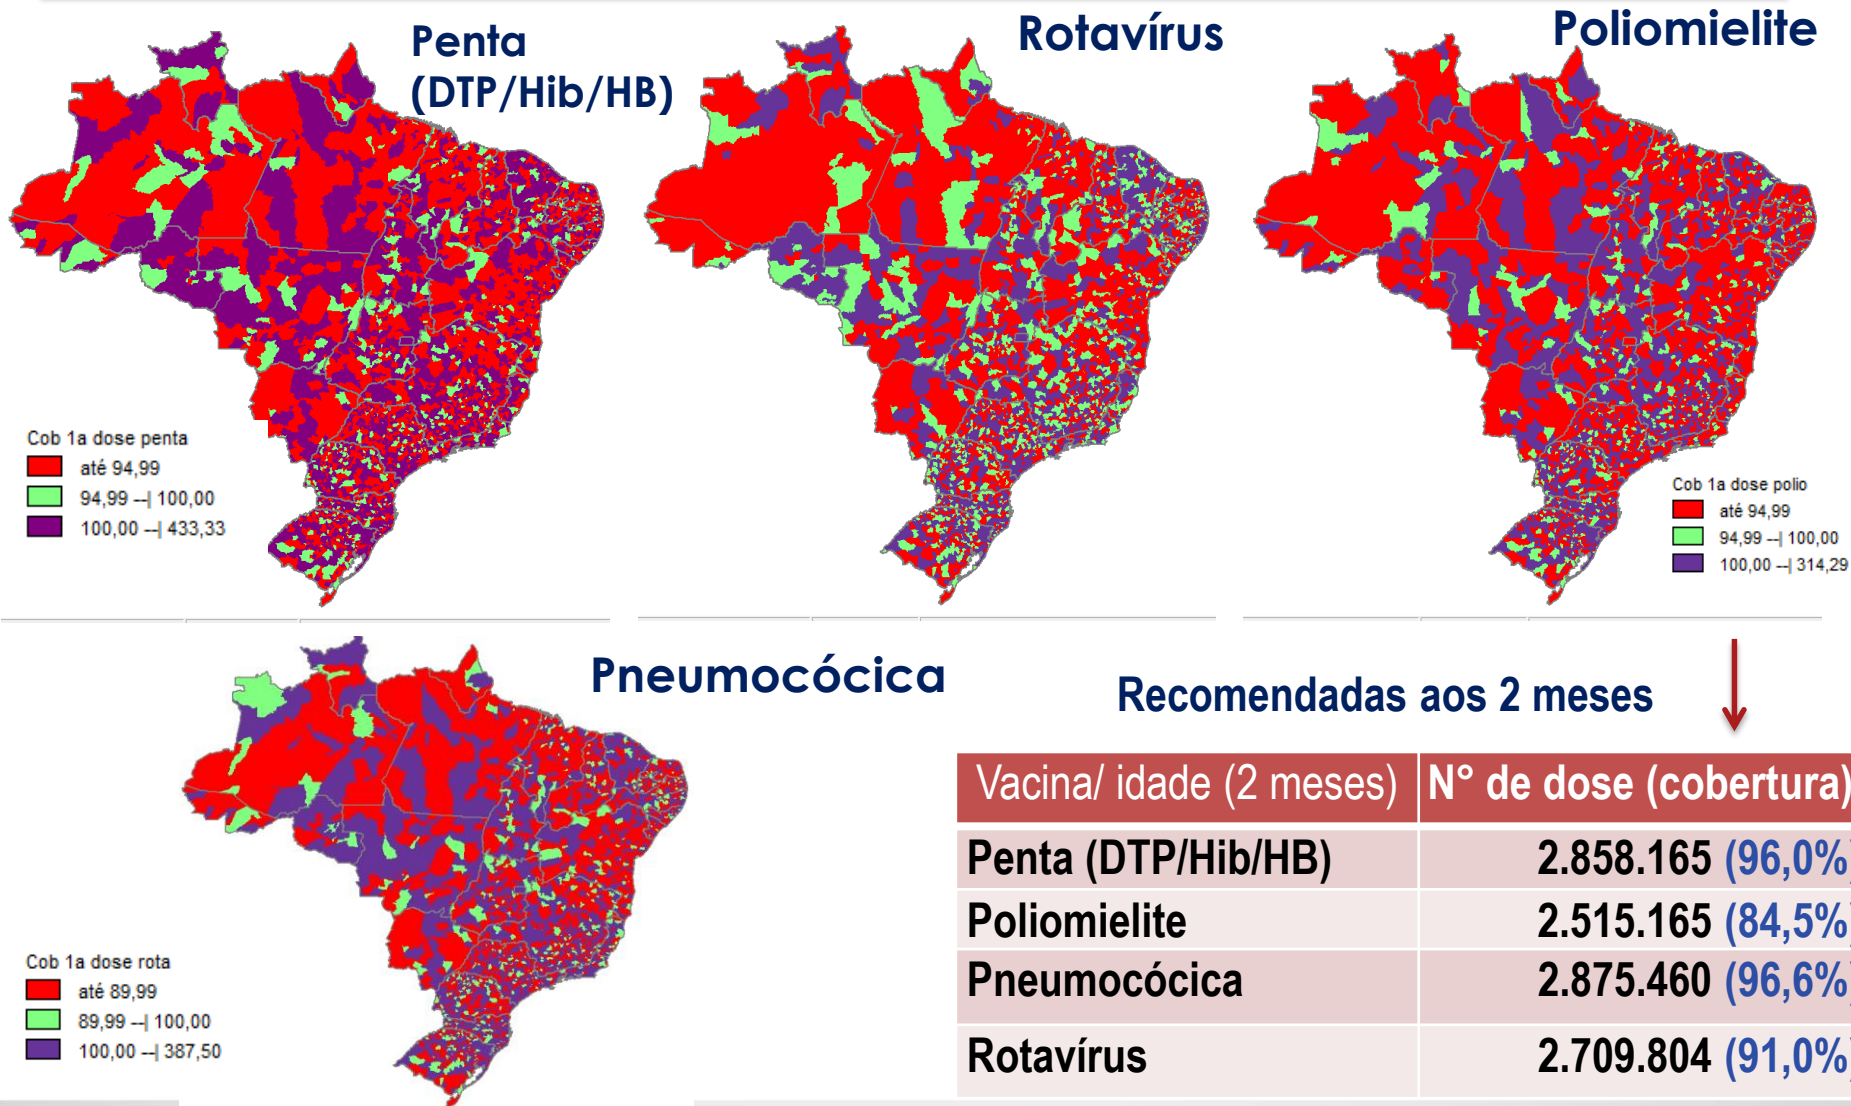 Penta
(DTP/Hib/HB)
Rotavírus
Poliomielite
Cob 1a dose penta
até 94,99
94,99 --| 100,00
100,00 --| 433,33
Cob 1a dose polio
até 94,99
94,99 --| 100,00
100,00 --| 314,29
Pneumocócica
Cob 1a dose rota
até 89,99
89,99 --| 100,00
100,00 --| 387,50
Recomendadas aos 2 meses
Vacina/ idade (2 meses) N° de dose (cobertura)
Penta (DTP/Hib/HB) 2.858.165 (96,0%)
Poliomielite 2.515.165 (84,5%)
Pneumocócica 2.875.460 (96,6%)
Rotavírus 2.709.804 (91,0%)